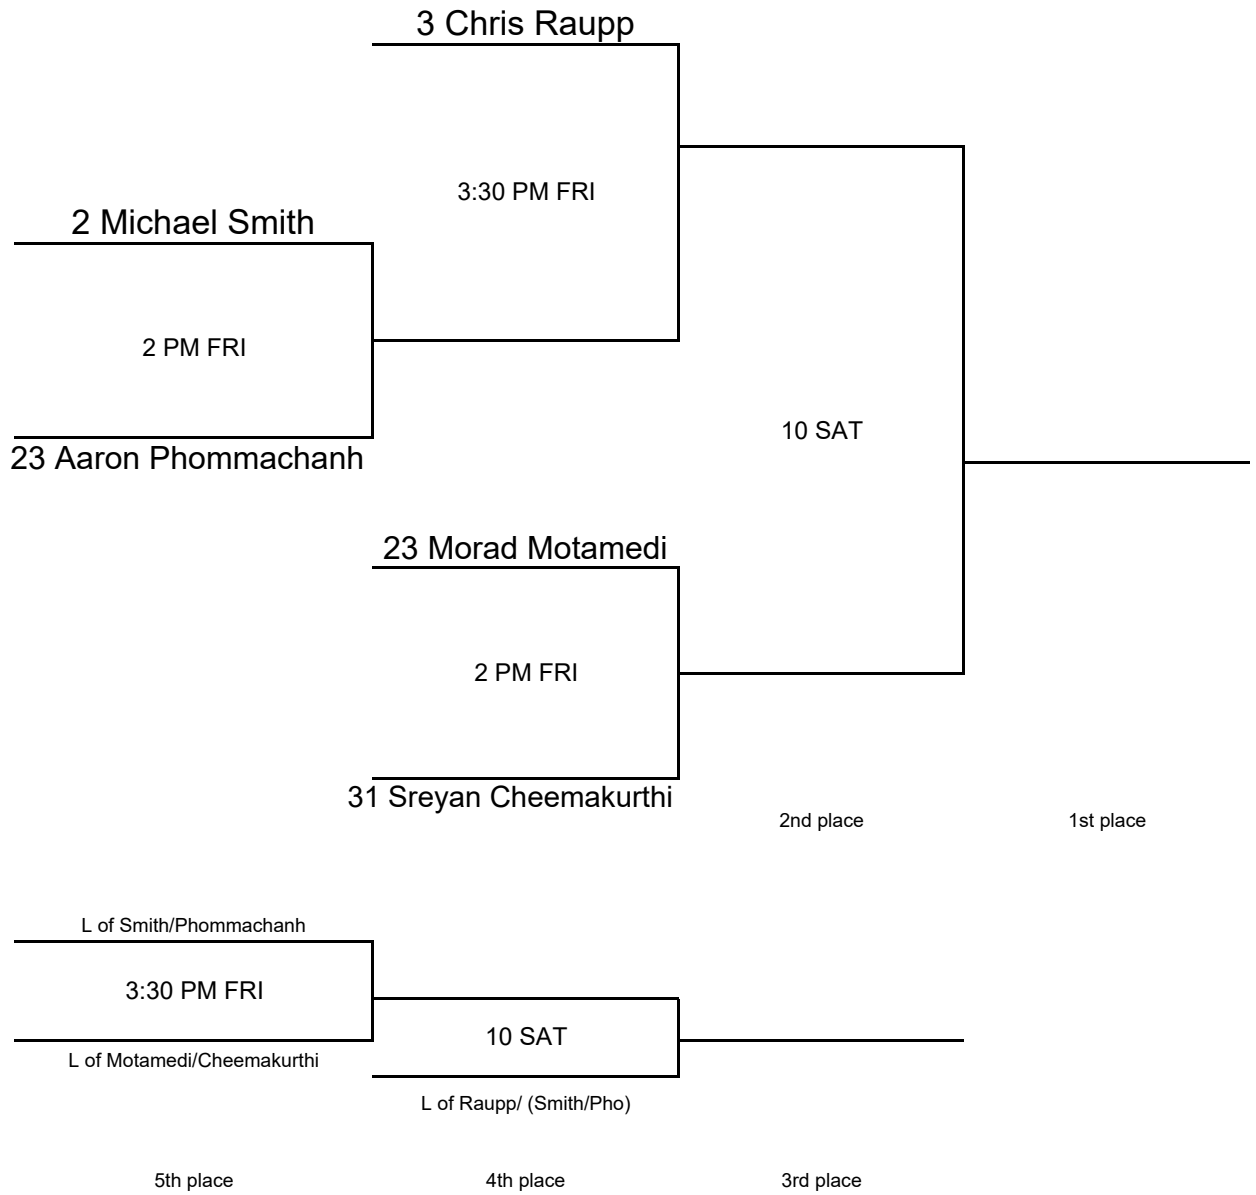 3 Chris Raupp
3:30 PM FRI
2 Michael Smith
2 PM FRI
10 SAT
23 Aaron Phommachanh
23 Morad Motamedi
2 PM FRI
31 Sreyan Cheemakurthi
2nd place
1st place
L of Smith/Phommachanh
3:30 PM FRI
10 SAT
L of Motamedi/Cheemakurthi
L of Raupp/ (Smith/Pho)
5th place
4th place
3rd place